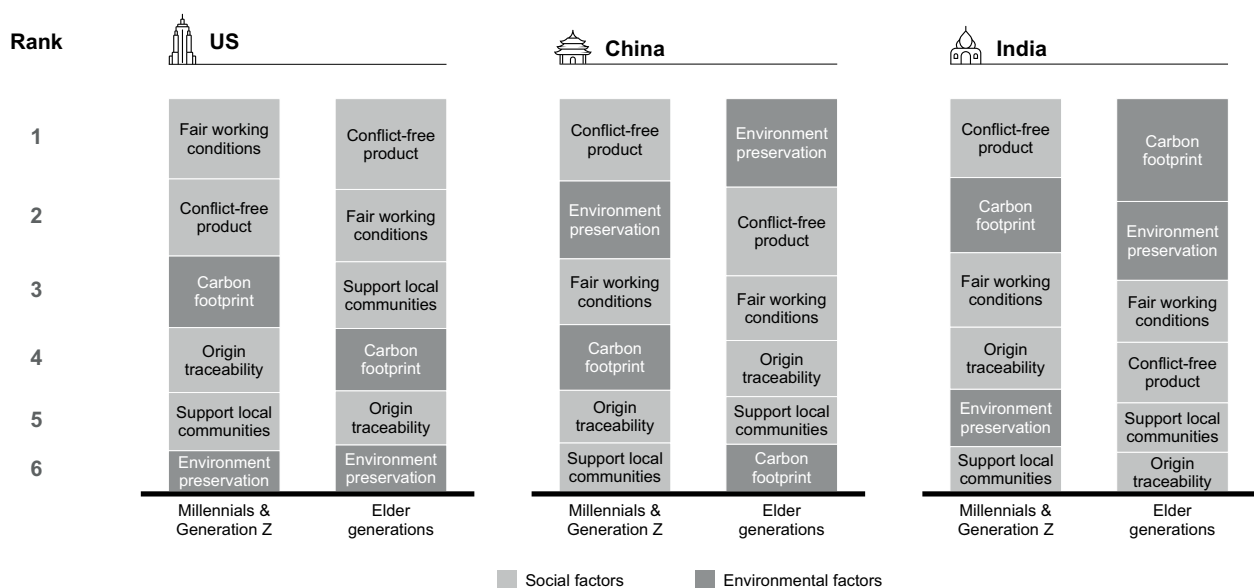 Rank
US
China
India
1
2
3
4
5
6
Fair working
conditions
Conflict-free
product
Carbon
footprint
Origin
traceability
Support local
communities
Environment
preservation
Millennials &
Generation Z
Conflict-free
product
Fair working
conditions
Support local
communities
Carbon
footprint
Origin
traceability
Environment
preservation
Elder
generations
Conflict-free
product
Environment
preservation
Fair working
conditions
Carbon
footprint
Origin
traceability
Support local
communities
Millennials &
Generation Z
Environment
preservation
Conflict-free
product
Fair working
conditions
Origin
traceability
Support local
communities
Carbon
footprint
Elder
generations
Conflict-free
product
Carbon
footprint
Fair working
conditions
Origin
traceability
Environment
preservation
Support local
communities
Millennials &
Generation Z
Carbon
footprint
Environment
preservation
Fair working
conditions
Conflict-free
product
Support local
communities
Origin
traceability
Elder
generations
Social factors
Environmental factors